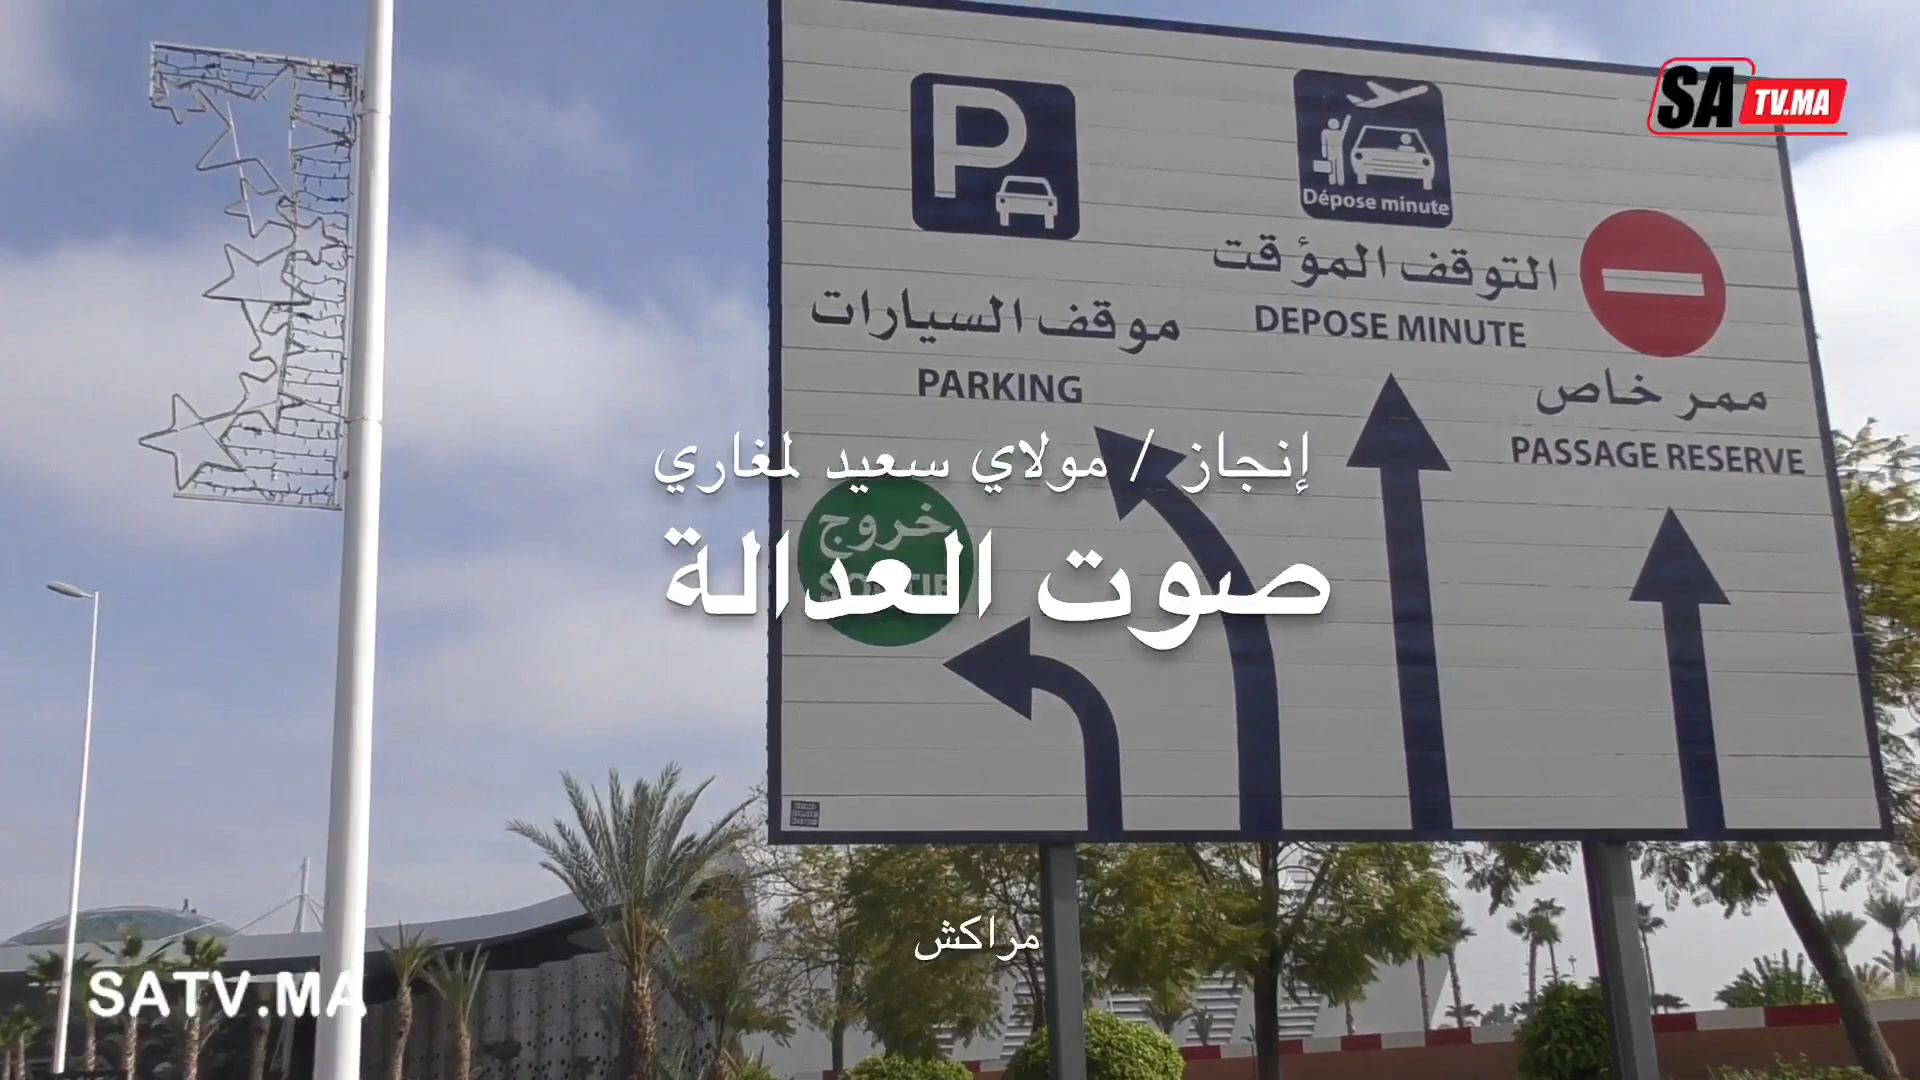 SA TV.MA
Dépose minute
التوقف المؤقت
DEPOSE MINUTE
موقف السيارات
PARKING
ممر خاص
PASSAGE RESERVE
P
إنجاز / مولاي سعيد لمغاري
خروج
SORTIE
صوت العدالة
مراكش
SATV.MA